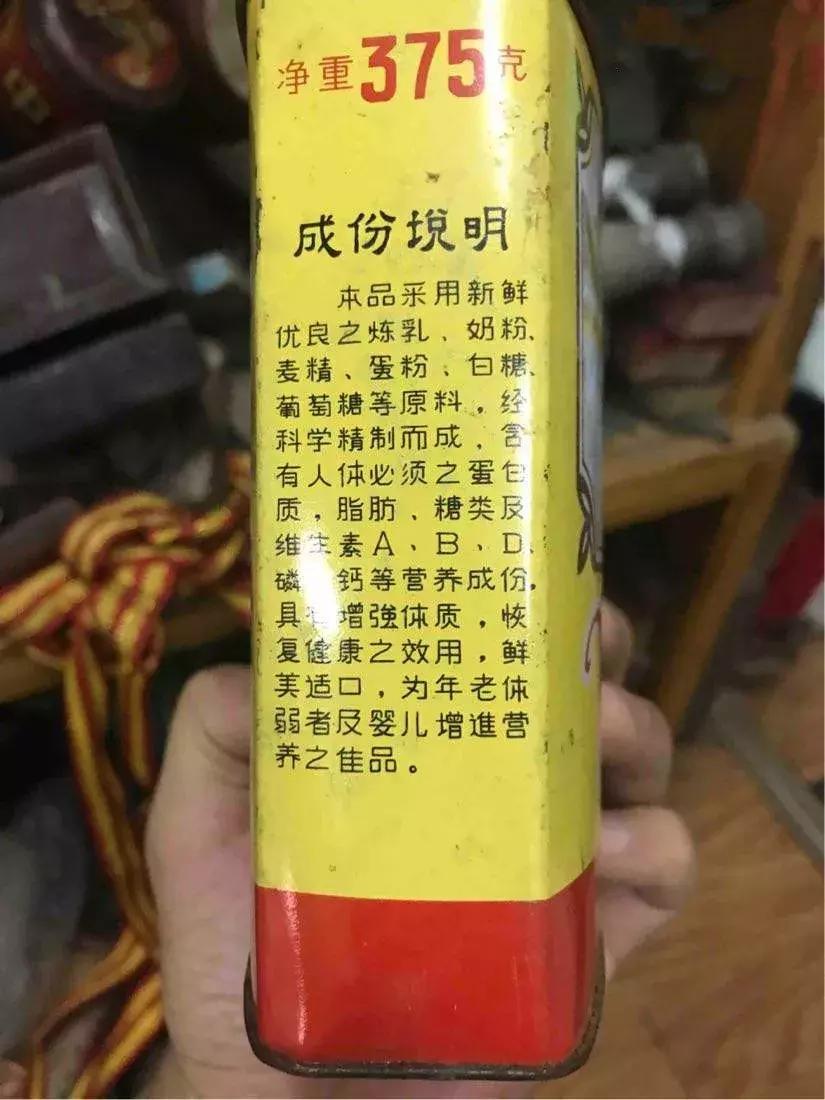 净重375克
成份说明
本品采用新鲜
优良之炼乳、奶粉、
麦精、蛋粉、白糖、
葡萄糖等原料，经
科学精制而成，含
有人体必须之蛋白
质，脂肪、糖类及
维生素A、B、D、
磷、钙等营养成份，
具有增強体质，恢
复健康之效用，鲜
美适口，为年老体
弱者及婴儿增進营
养之佳品。
中